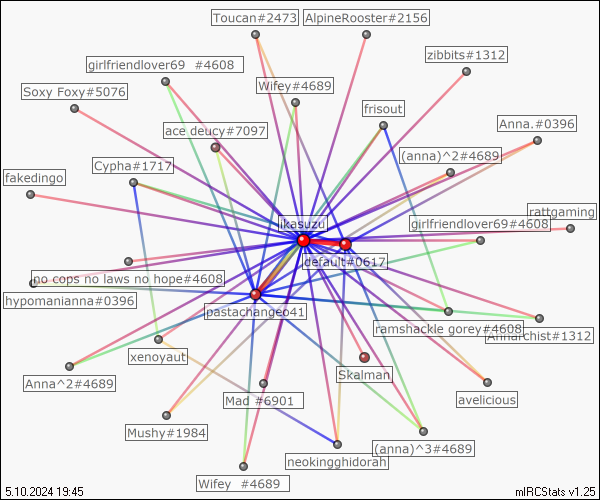 Toucan#2473
AlpineRooster#2156
zibbits#1312
girlfriendlover69 #4608
Soxy Foxy#5076
Wifey#4689
frisout
Anna.#0396
ace deucy#7097
(anna)^2#4689
Cypha#1717
fakedingo
rattgaming
ikasuzu
girlfriendlover69#4608
default#0617
no cops no laws no hope#4608
hypomanianna#0396
pastachangeo41
ramshackle gorey#4608
Annarchist#1312
xenoyaut
Skalman
Anna^2#4689
Mad #6901
avelicious
Mushy#1984
(anna)^3#4689
neokingghidorah
Wifey #4689
5.10.2024 19:45
mIRCStats v1.25